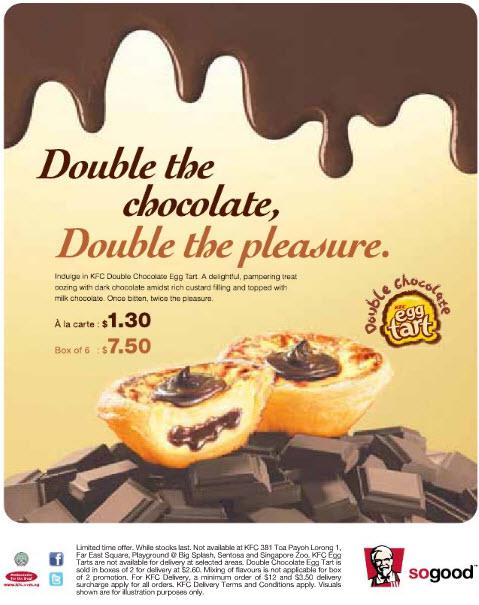 Double the
chocolate,
Double the pleasure.
Indulge in KFC Double Chocolate Egg Tart. A delightful, pampering treat
oozing with dark chocolate amidst rich custard filling and topped with
milk chocolate. Once bitten, twice the pleasure.
À la carte : $1.30
Box of 6 : $7.50
Double Chocolate
KFC
egg
tart
Limited time offer. While stocks last. Not available at KFC 381 Toa Payoh Lorong 1,
Far East Square, Playground @ Big Splash, Sentosa and Singapore Zoo. KFC Egg
Tarts are not available for delivery at selected areas. Double Chocolate Egg Tart is
sold in boxes of 2 for delivery at $2.60. Mixing of flavours is not applicable for box
of 2 promotion. For KFC Delivery, a minimum order of $12 and $3.50 delivery
surcharge apply for all orders. KFC Delivery Terms and Conditions apply. Visuals
shown are for illustration purposes only.
KFC
sogood™